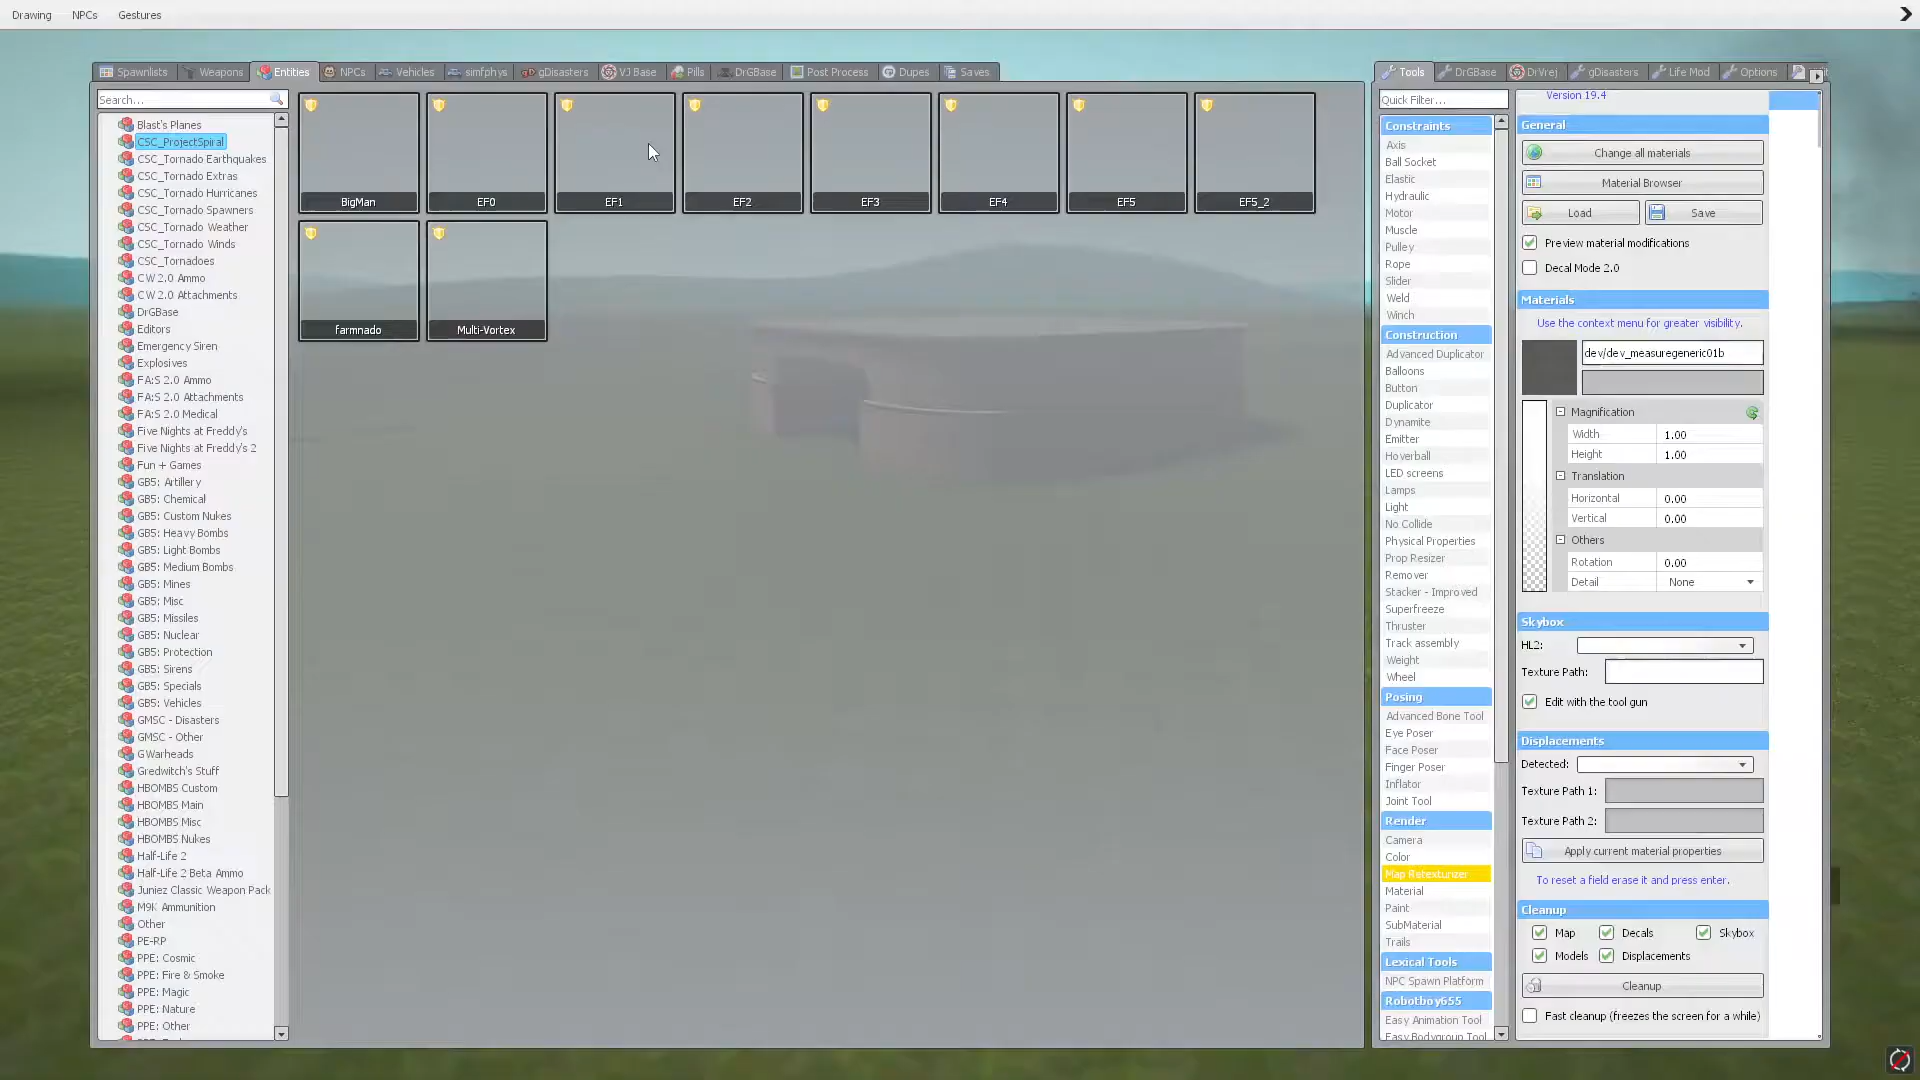 Drawing NPCs Gestures
Spawnlists Weapons Entities NPCs Vehicles simfphys gDisasters VJ Base Pills DrGBase Post Process Dupes Saves
Search...
Blast's Planes
CSC_ProjectSpiral
CSC_Tornado Earthquakes
CSC_Tornado Extras
CSC_Tornado Hurricanes
CSC_Tornado Spawners
CSC_Tornado Weather
CSC_Tornado Winds
CSC_Tornadoes
CW 2.0 Ammo
CW 2.0 Attachments
DrGBase
Editors
Emergency Siren
Explosives
FA:S 2.0 Ammo
FA:S 2.0 Attachments
FA:S 2.0 Medical
Five Nights at Freddy's
Five Nights at Freddy's 2
Fun + Games
GB5: Artillery
GB5: Chemical
GB5: Custom Nukes
GB5: Heavy Bombs
GB5: Light Bombs
GB5: Medium Bombs
GB5: Mines
GB5: Misc
GB5: Missiles
GB5: Nuclear
GB5: Protection
GB5: Sirens
GB5: Specials
GB5: Vehicles
GMSC - Disasters
GMSC - Other
GWarheads
Gredwitch's Stuff
HBOMBS Custom
HBOMBS Main
HBOMBS Misc
HBOMBS Nukes
Half-Life 2
Half-Life 2 Beta Ammo
Juniez Classic Weapon Pack
M9K Ammunition
Other
PE-RP
PPE: Cosmic
PPE: Fire & Smoke
PPE: Magic
PPE: Nature
PPE: Other
BigMan EF0 EF1 EF2 EF3 EF4 EF5 EF5_2
farmnado Multi-Vortex
Tools DrGBase DrVrej gDisasters Life Mod Options
Quick Filter...
Constraints
Axis
Ball Socket
Elastic
Hydraulic
Motor
Muscle
Pulley
Rope
Slider
Weld
Winch
Construction
Advanced Duplicator
Balloons
Button
Duplicator
Dynamite
Emitter
Hoverball
LED screens
Lamps
Light
No Collide
Physical Properties
Prop Resizer
Remover
Stacker - Improved
Superfreeze
Thruster
Track assembly
Weight
Wheel
Posing
Advanced Bone Tool
Eye Poser
Face Poser
Finger Poser
Inflator
Joint Tool
Render
Camera
Color
Map Retexturizer
Material
Paint
SubMaterial
Trails
Lexical Tools
NPC Spawn Platform
Robotboy655
Easy Animation Tool
Easy Bodygroup Tool
Version 19.4
General
Change all materials
Material Browser
Load Save
Preview material modifications
Decal Mode 2.0
Materials
Use the context menu for greater visibility.
dev/dev_measuregeneric01b
Magnification
Width 1.00
Height 1.00
Translation
Horizontal 0.00
Vertical 0.00
Others
Rotation 0.00
Detail None
Skybox
HL2:
Texture Path:
Edit with the tool gun
Displacements
Detected:
Texture Path 1:
Texture Path 2:
Apply current material properties
To reset a field erase it and press enter.
Cleanup
Map Decals Skybox
Models Displacements
Cleanup
Fast cleanup (freezes the screen for a while)